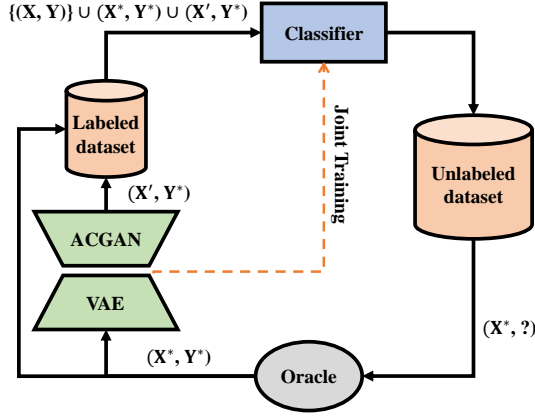 {(X, Y)} ∪ (X*, Y*) ∪ (X′, Y*)
Classifier
Labeled
dataset
Joint Training
Unlabeled
dataset
(X′, Y*)
ACGAN
VAE
(X*, ?)
(X*, Y*)
Oracle